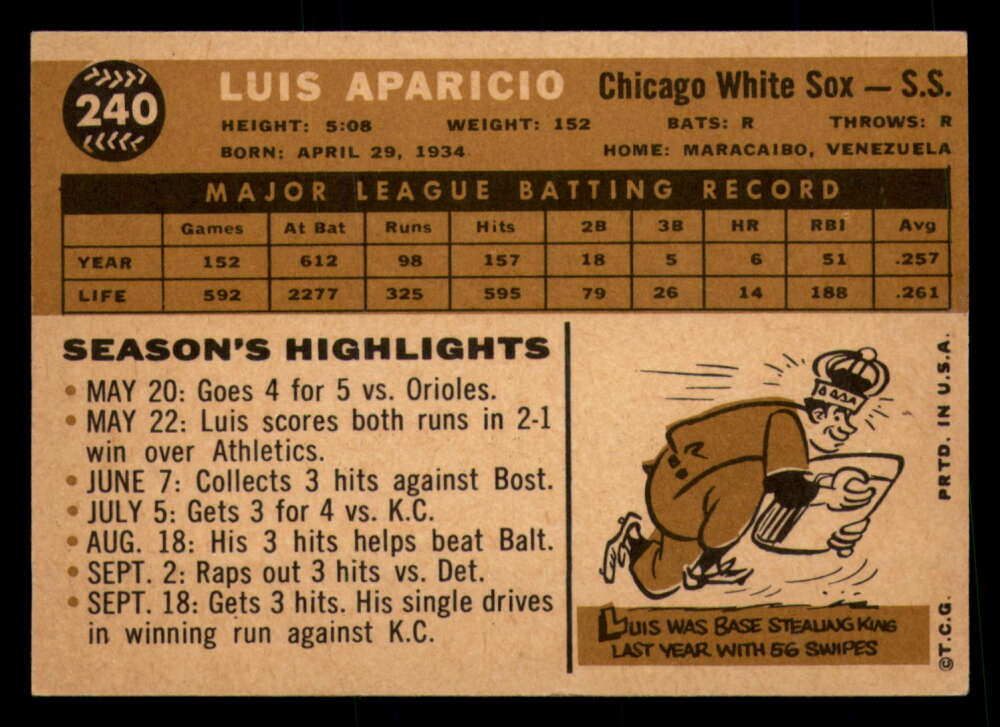 240
LUIS APARICIO Chicago White Sox — S.S.
HEIGHT: 5:08 WEIGHT: 152 BATS: R THROWS: R
BORN: APRIL 29, 1934 HOME: MARACAIBO, VENEZUELA
MAJOR LEAGUE BATTING RECORD
Games At Bat Runs Hits 2B 3B HR RBI Avg
YEAR 152 612 98 157 18 5 6 51 .257
LIFE 592 2277 325 595 79 26 14 188 .261
SEASON'S HIGHLIGHTS
• MAY 20: Goes 4 for 5 vs. Orioles.
• MAY 22: Luis scores both runs in 2-1
win over Athletics.
• JUNE 7: Collects 3 hits against Bost.
• JULY 5: Gets 3 for 4 vs. K.C.
• AUG. 18: His 3 hits helps beat Balt.
• SEPT. 2: Raps out 3 hits vs. Det.
• SEPT. 18: Gets 3 hits. His single drives
in winning run against K.C.
LUIS WAS BASE STEALING KING
LAST YEAR WITH 56 SWIPES
©T.C.G. PRTD. IN U.S.A.